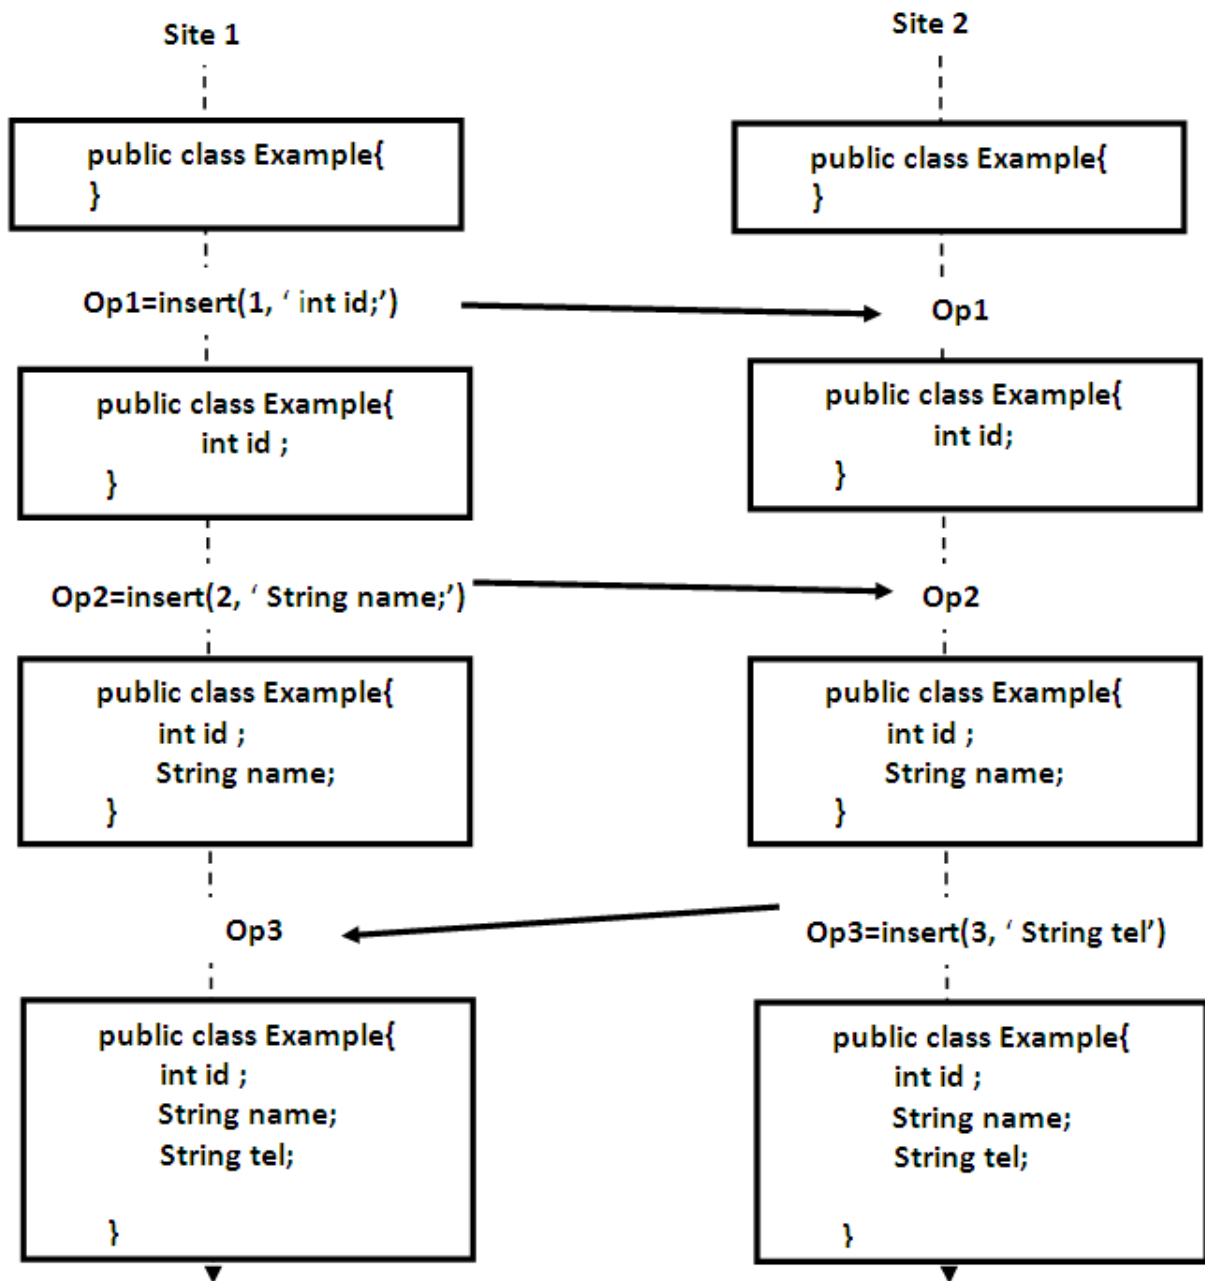 Site 1
Site 2
public class Example{
}
public class Example{
}
Op1=insert(1, ‘ int id;’)
Op1
public class Example{
int id ;
}
public class Example{
int id;
}
Op2=insert(2, ‘ String name;’)
Op2
public class Example{
int id ;
String name;
}
public class Example{
int id ;
String name;
}
Op3
Op3=insert(3, ‘ String tel’)
public class Example{
int id ;
String name;
String tel;
}
public class Example{
int id ;
String name;
String tel;
}